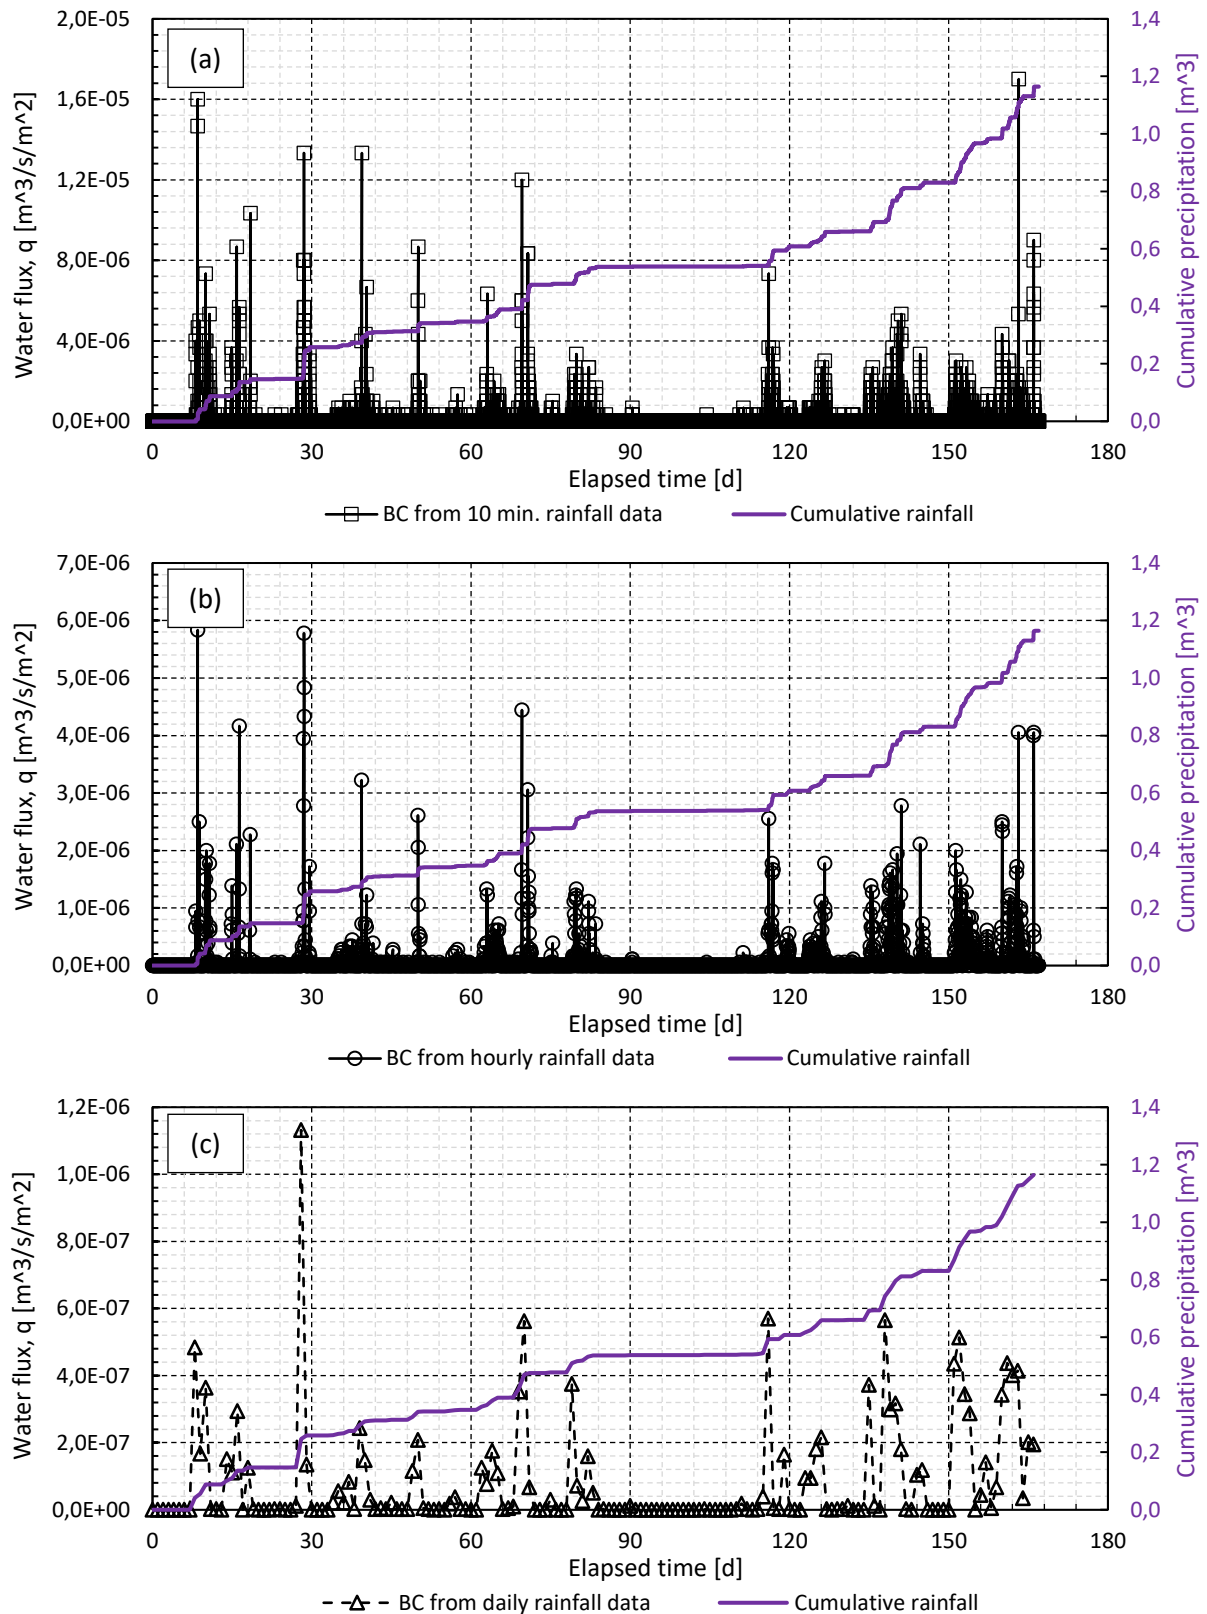 (a)
Water flux, q [m^3/s/m^2]
2,0E-05
1,6E-05
1,2E-05
8,0E-06
4,0E-06
0,0E+00
1,4
1,2
1,0
0,8
0,6
0,4
0,2
0,0
Cumulative precipitation [m^3]
0 30 60 90 120 150 180
Elapsed time [d]
BC from 10 min. rainfall data Cumulative rainfall
(b)
Water flux, q [m^3/s/m^2]
7,0E-06
6,0E-06
5,0E-06
4,0E-06
3,0E-06
2,0E-06
1,0E-06
0,0E+00
1,4
1,2
1,0
0,8
0,6
0,4
0,2
0,0
Cumulative precipitation [m^3]
0 30 60 90 120 150 180
Elapsed time [d]
BC from hourly rainfall data Cumulative rainfall
(c)
Water flux, q [m^3/s/m^2]
1,2E-06
1,0E-06
8,0E-07
6,0E-07
4,0E-07
2,0E-07
0,0E+00
1,4
1,2
1,0
0,8
0,6
0,4
0,2
0,0
Cumulative precipitation [m^3]
0 30 60 90 120 150 180
Elapsed time [d]
BC from daily rainfall data Cumulative rainfall